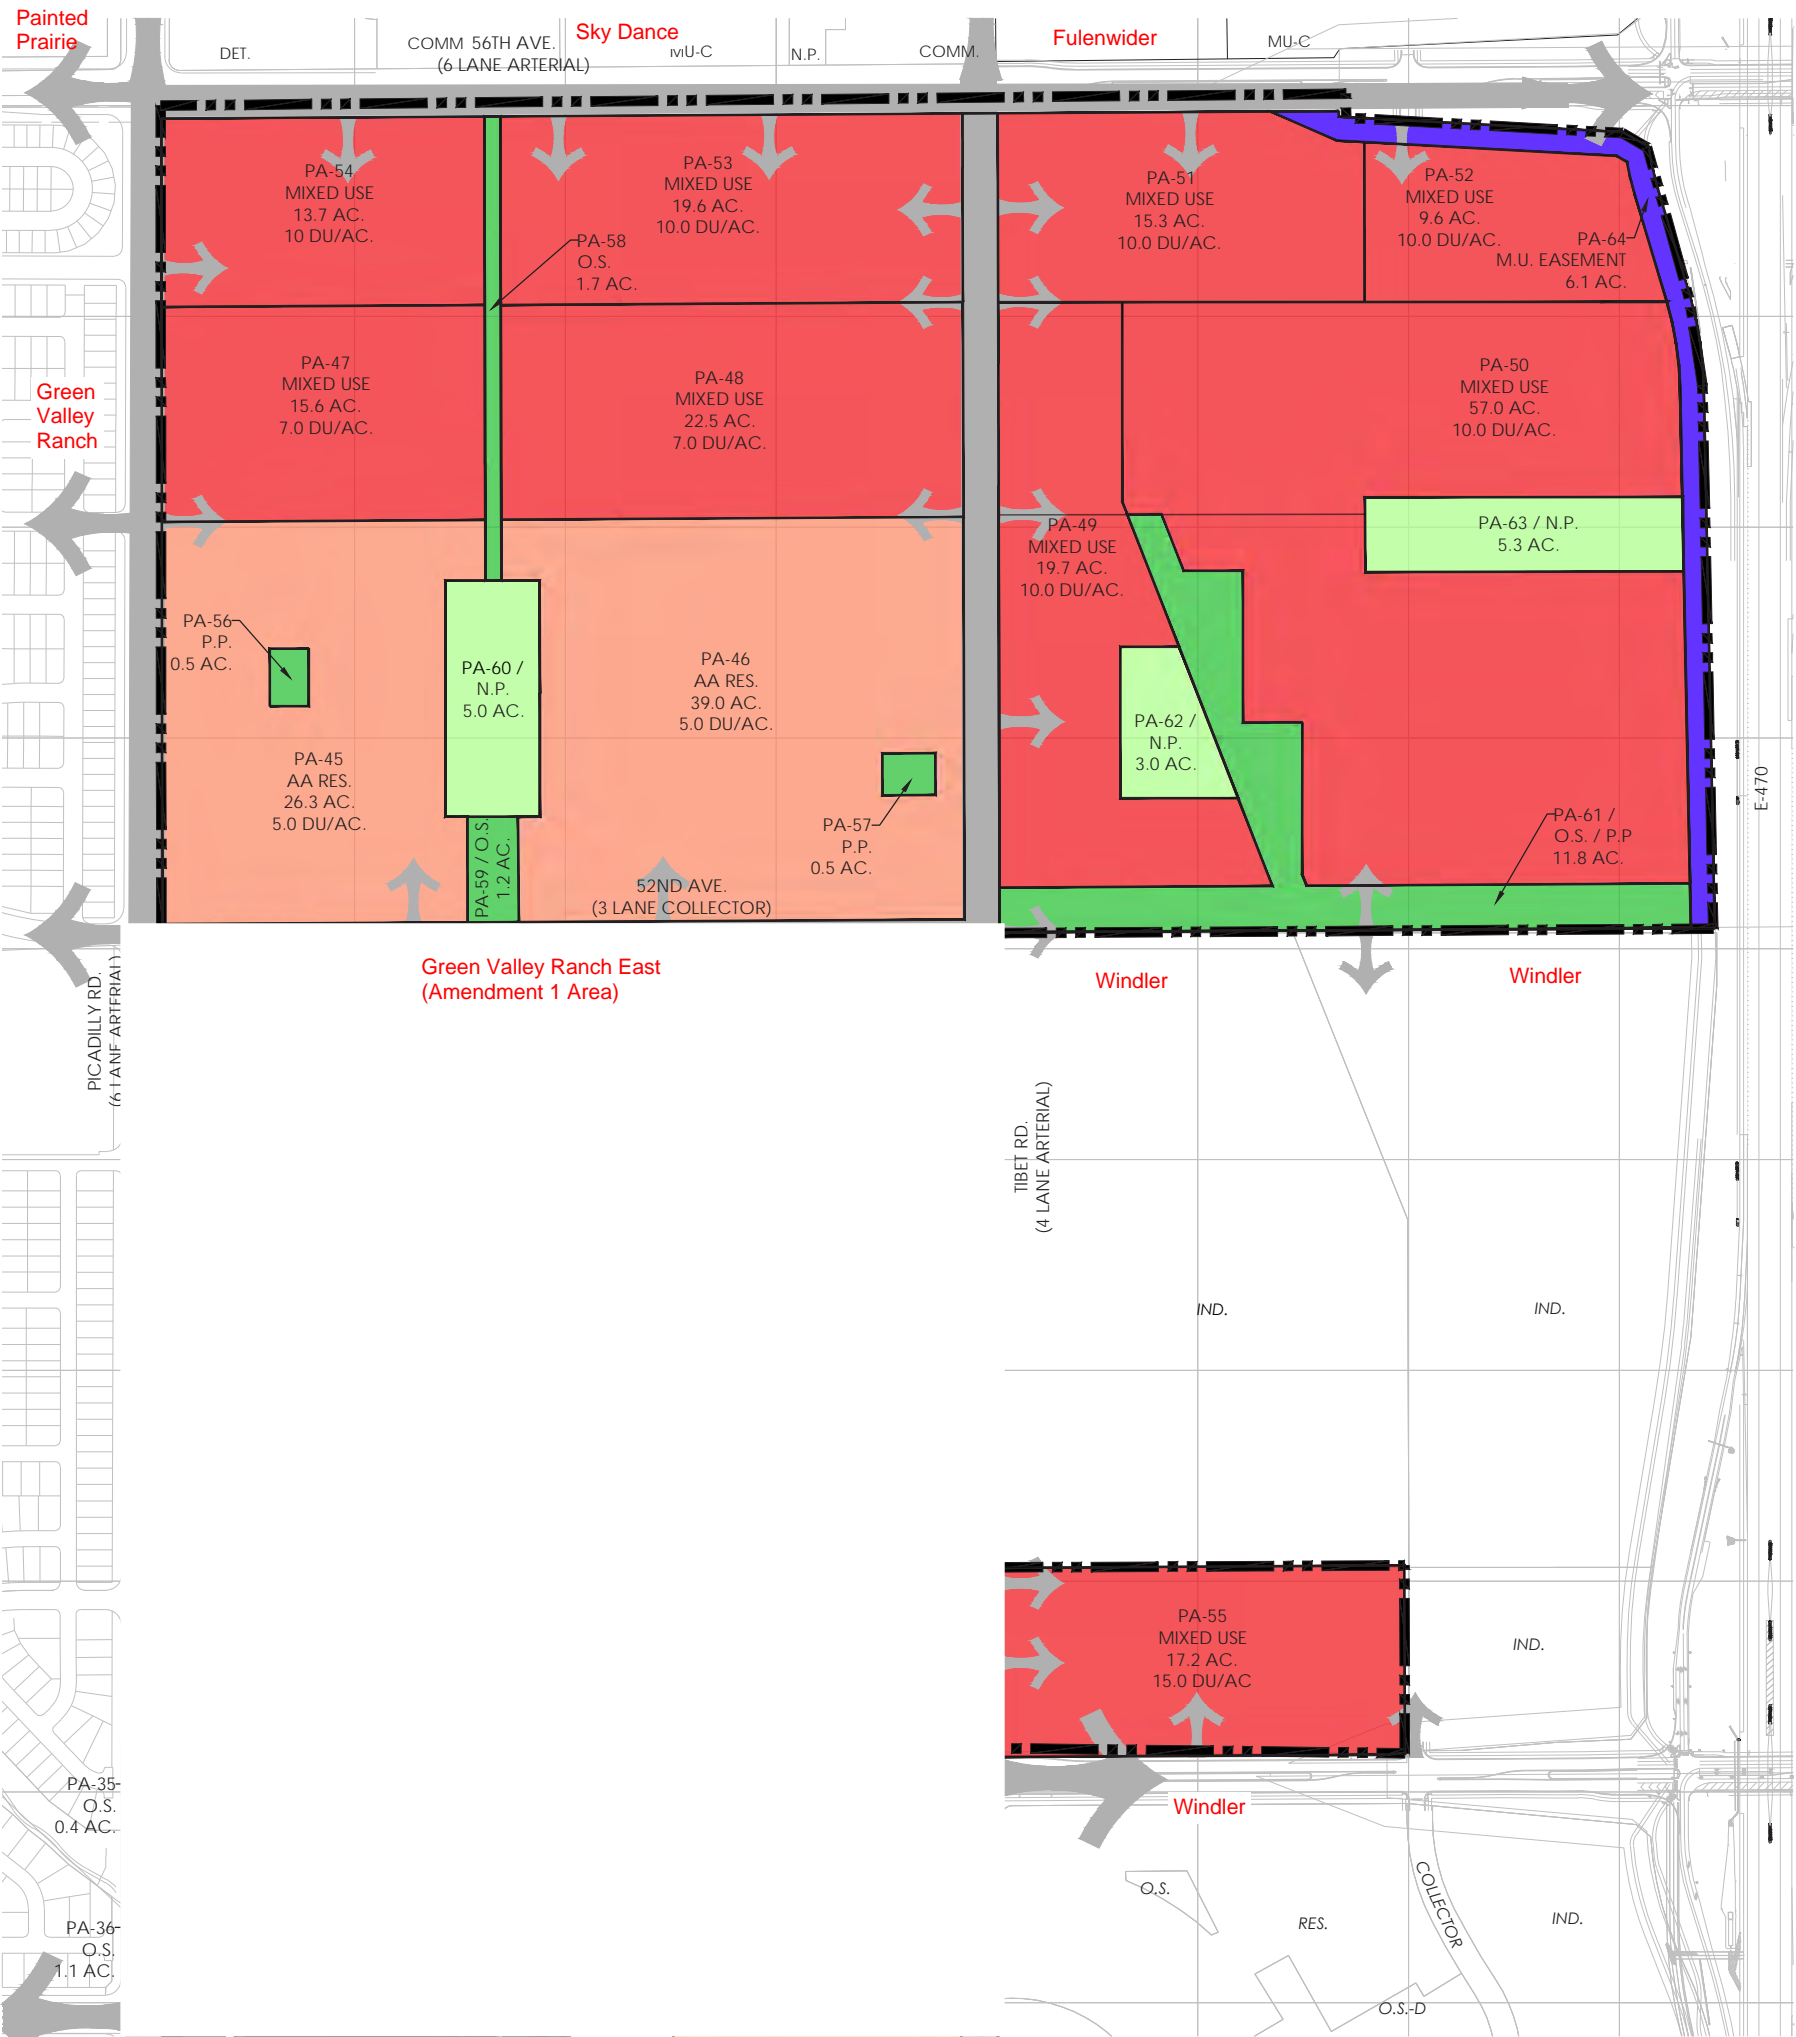 Painted
Prairie
DET.
COMM 56TH AVE.
(6 LANE ARTERIAL)
Sky Dance
MU-C
N.P.
COMM.
Fulenwider
MU-C
PA-54
MIXED USE
13.7 AC.
10 DU/AC.
PA-58
O.S.
1.7 AC.
PA-53
MIXED USE
19.6 AC.
10.0 DU/AC.
PA-51
MIXED USE
15.3 AC.
10.0 DU/AC.
PA-52
MIXED USE
9.6 AC.
10.0 DU/AC.
PA-64
M.U. EASEMENT
6.1 AC.
Green
Valley
Ranch
PA-47
MIXED USE
15.6 AC.
7.0 DU/AC.
PA-48
MIXED USE
22.5 AC.
7.0 DU/AC.
PA-50
MIXED USE
57.0 AC.
10.0 DU/AC.
PA-49
MIXED USE
19.7 AC.
10.0 DU/AC.
PA-63 / N.P.
5.3 AC.
PA-56
P.P.
0.5 AC.
PA-60 /
N.P.
5.0 AC.
PA-46
AA RES.
39.0 AC.
5.0 DU/AC.
PA-62 /
N.P.
3.0 AC.
PA-45
AA RES.
26.3 AC.
5.0 DU/AC.
PA-57
P.P.
0.5 AC.
PA-61 /
O.S. / P.P
11.8 AC.
E-470
PA-59 / O.S.
1.2 AC.
52ND AVE.
(3 LANE COLLECTOR)
Green Valley Ranch East
(Amendment 1 Area)
Windler
Windler
PICADILLY RD.
(6 LANE ARTERIAL)
TIBET RD.
(4 LANE ARTERIAL)
IND.
IND.
PA-55
MIXED USE
17.2 AC.
15.0 DU/AC
IND.
PA-35
O.S.
0.4 AC.
Windler
O.S.
RES.
COLLECTOR
IND.
PA-36
O.S.
1.1 AC.
O.S.-D